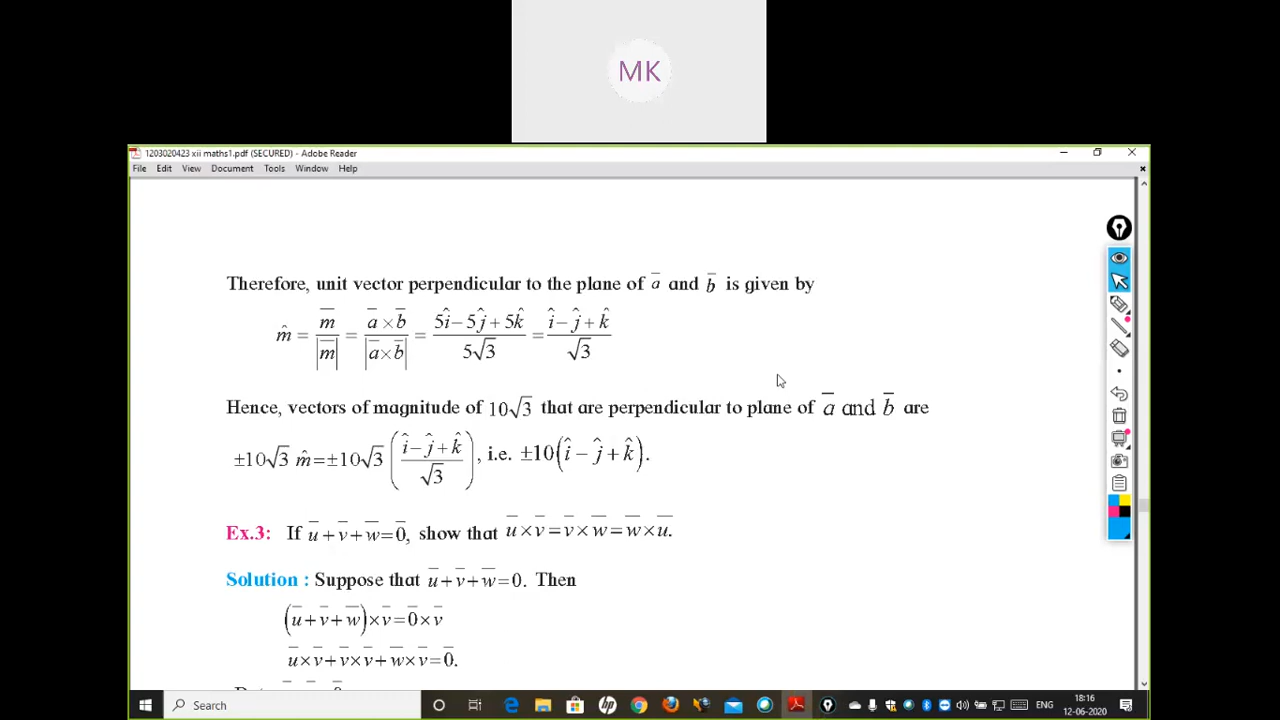 MK
1203020423 xii maths1.pdf (SECURED) - Adobe Reader
File Edit View Document Tools Window Help
Therefore, unit vector perpendicular to the plane of a̅ and b̅ is given by
m̂ = m̅/|m̅| = (a̅ × b̅)/|a̅ × b̅| = (5î − 5ĵ + 5k̂)/(5√3) = (î − ĵ + k̂)/√3
Hence, vectors of magnitude of 10√3 that are perpendicular to plane of a̅ and b̅ are
±10√3 m̂ = ±10√3 ((î − ĵ + k̂)/√3), i.e. ±10(î − ĵ + k̂).
Ex.3: If u̅ + v̅ + w̅ = 0̅, show that u̅ × v̅ = v̅ × w̅ = w̅ × u̅.
Solution : Suppose that u̅ + v̅ + w̅ = 0. Then
(u̅ + v̅ + w̅) × v̅ = 0̅ × v̅
u̅ × v̅ + v̅ × v̅ + w̅ × v̅ = 0̅.
Search
ENG
18:16
12-06-2020